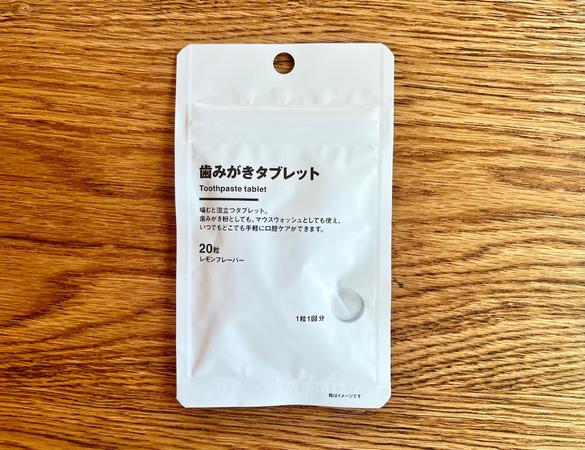 歯みがきタブレット
Toothpaste tablet
噛むと泡立つタブレット。
歯みがき粉としても、マウスウォッシュとしても使え、
いつでもどこでも手軽に口腔ケアができます。
20粒
レモンフレーバー
1粒1回分
粒はイメージです